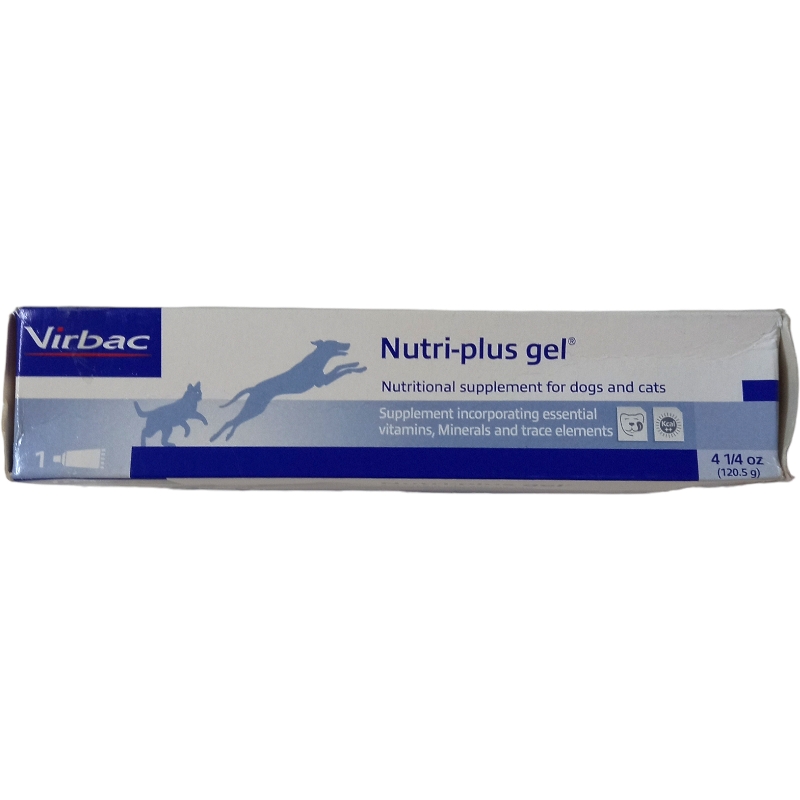 Virbac
Nutri-plus gel®
Nutritional supplement for dogs and cats
Supplement incorporating essential
vitamins, Minerals and trace elements
Kcal
1
4 1/4 oz
(120.5 g)